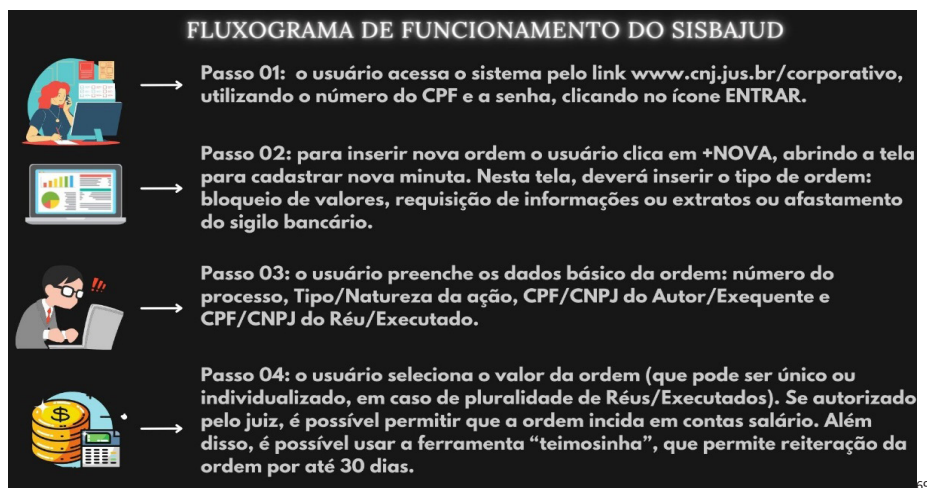 FLUXOGRAMA DE FUNCIONAMENTO DO SISBAJUD
Passo 01:  o usuário acessa o sistema pelo link www.cnj.jus.br/corporativo,
utilizando o número do CPF e a senha, clicando no ícone ENTRAR.
Passo 02: para inserir nova ordem o usuário clica em +NOVA, abrindo a tela
para cadastrar nova minuta. Nesta tela, deverá inserir o tipo de ordem:
bloqueio de valores, requisição de informações ou extratos ou afastamento
do sigilo bancário.
Passo 03: o usuário preenche os dados básico da ordem: número do
processo, Tipo/Natureza da ação, CPF/CNPJ do Autor/Exequente e
CPF/CNPJ do Réu/Executado.
Passo 04: o usuário seleciona o valor da ordem (que pode ser único ou
individualizado, em caso de pluralidade de Réus/Executados). Se autorizado
pelo juiz, é possível permitir que a ordem incida em contas salário. Além
disso, é possível usar a ferramenta “teimosinha”, que permite reiteração da
ordem por até 30 dias.